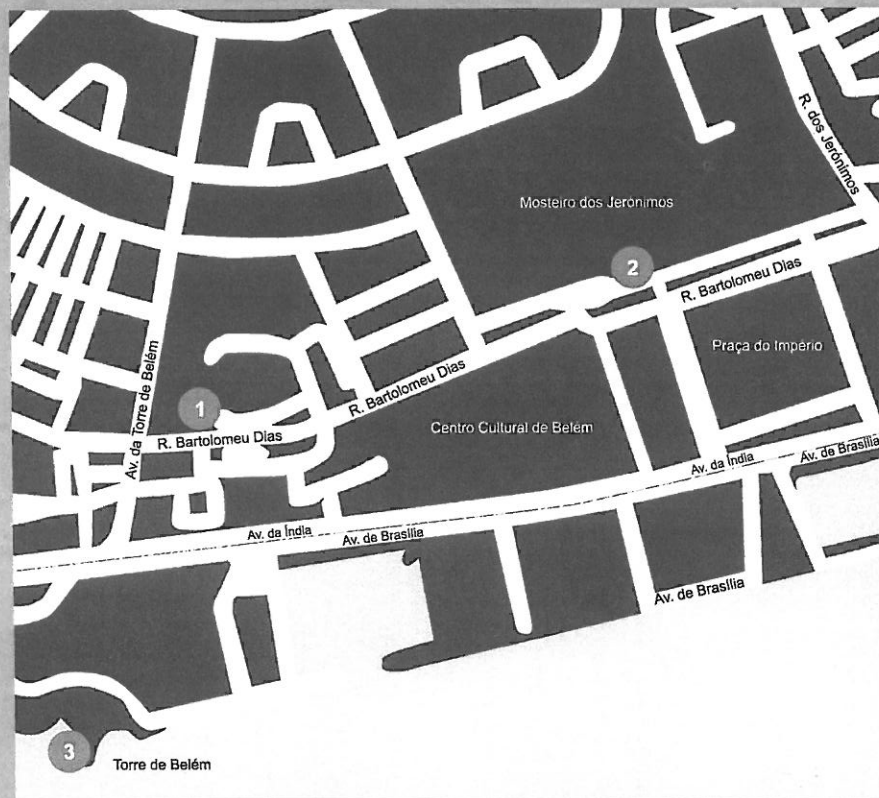 R. dos Jerónimos
Mosteiro dos Jerónimos
2
R. Bartolomeu Dias
Praça do Império
Av. da Torre de Belém
1
R. Bartolomeu Dias
R. Bartolomeu Dias
Centro Cultural de Belém
Av. da Índia
Av. de Brasília
Av. da Índia
Av. de Brasília
Av. de Brasília
3
Torre de Belém